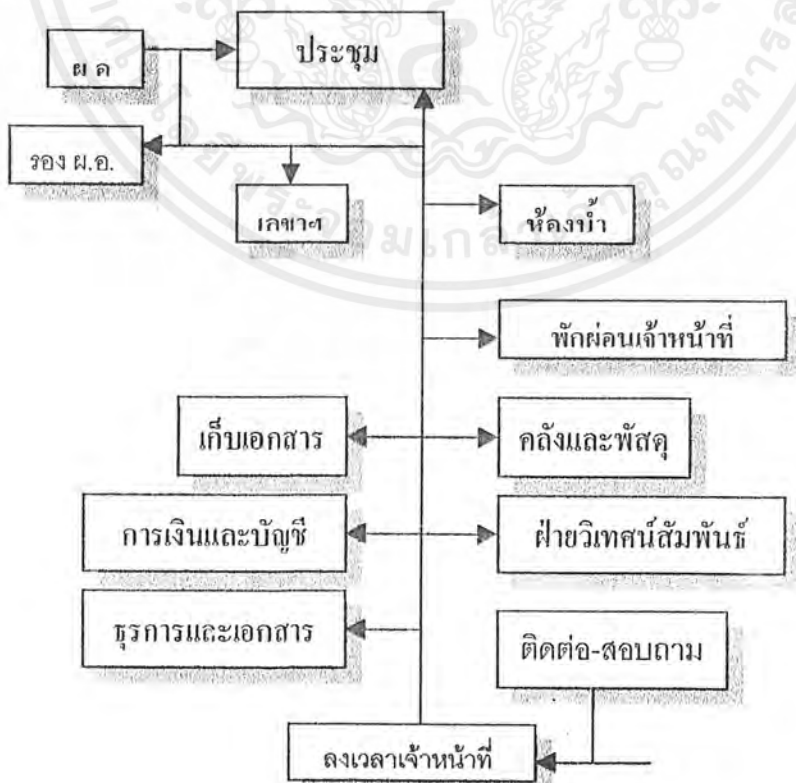 ประชุม
ผ ค
รอง ผ.อ.
เลขาฯ
ห้องน้ำ
พักผ่อนเจ้าหน้าที่
เก็บเอกสาร
คลังและพัสดุ
การเงินและบัญชี
ฝ่ายวิเทศน์สัมพันธ์
ธุรการและเอกสาร
ติดต่อ-สอบถาม
ลงเวลาเจ้าหน้าที่